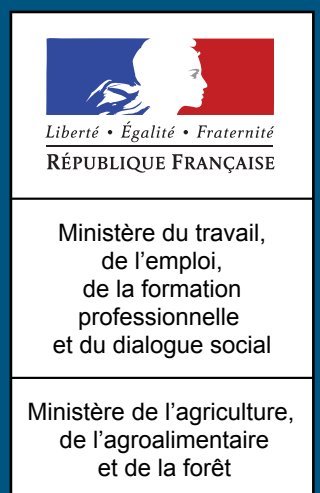 Liberté • Égalité • Fraternité
RÉPUBLIQUE FRANÇAISE
Ministère du travail,
de l’emploi,
de la formation
professionnelle
et du dialogue social
Ministère de l’agriculture,
de l’agroalimentaire
et de la forêt